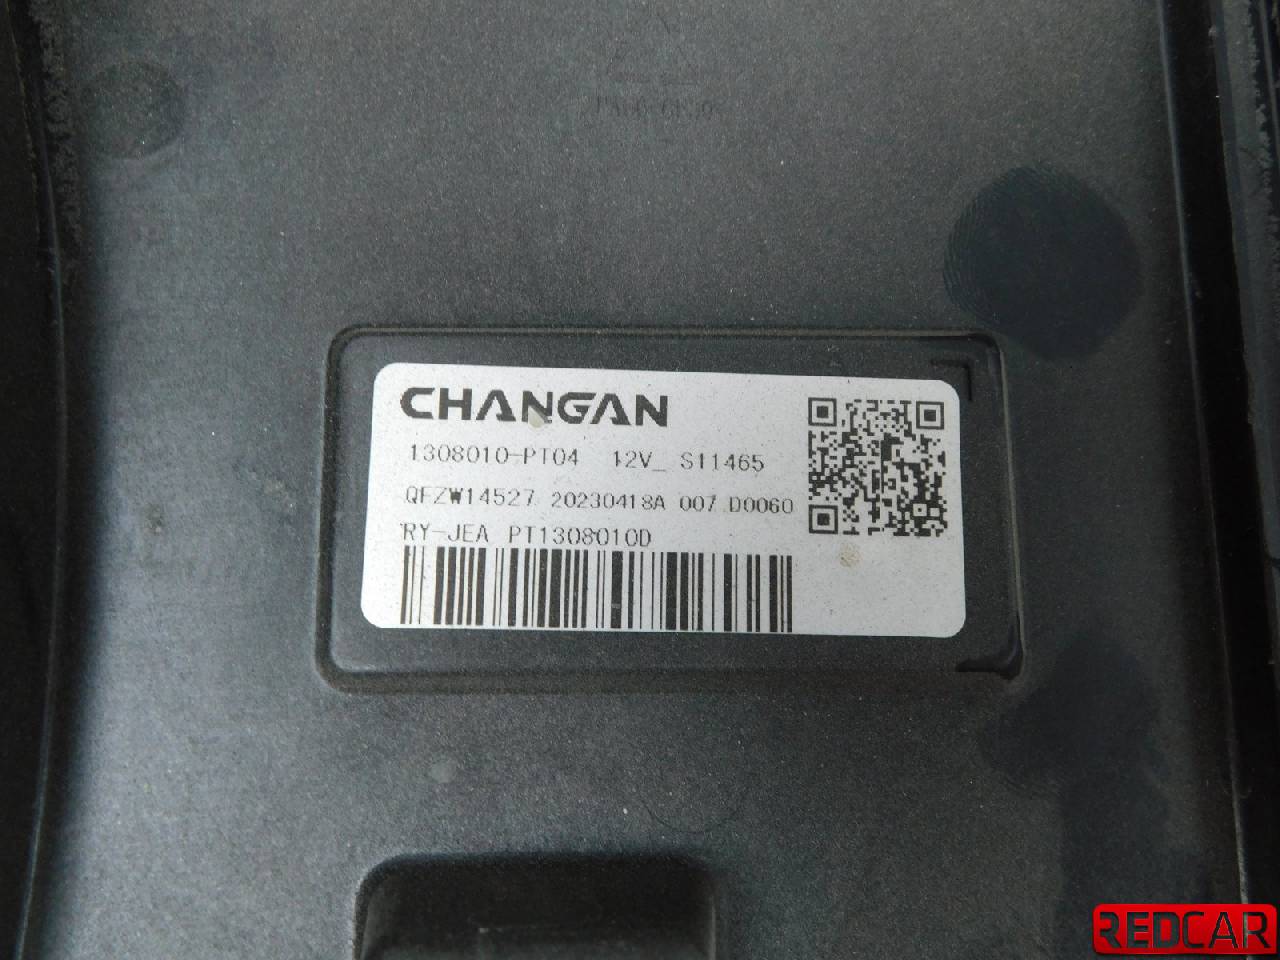 CHANGAN
1308010-PT04 12V_ S11465
QFZW14527 20230418A 007 D0060
RY-JEA PT1308010D
REDCAR